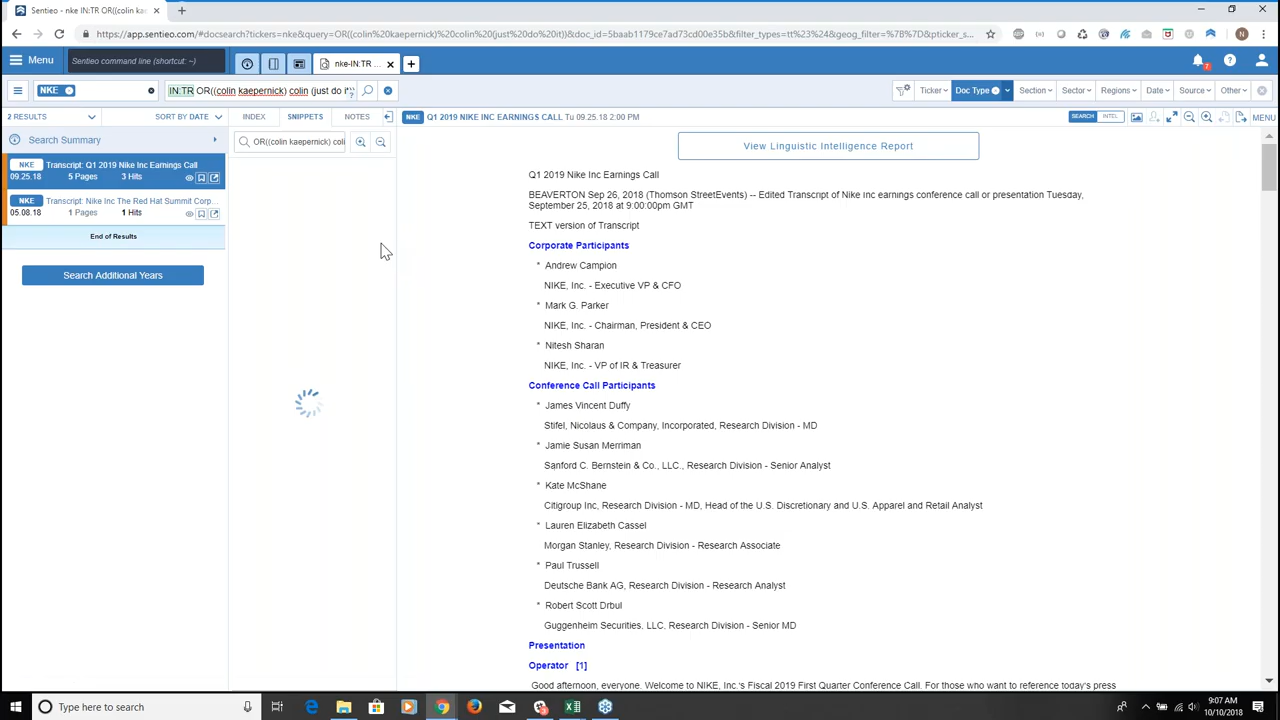 Sentieo - nke IN:TR OR((colin ka
https://app.sentieo.com/#docsearch?tickers=nke&query=OR((colin%20kaepernick)%20colin%20(just%20do%20it))&doc_id=5baab1179ce7ad73cd00e35b&filter_types=tt%23%24&geog_filter=%7B%7D&pticker_s...
Menu
Sentieo command line (shortcut: ~)
nke-IN:TR ...
7
NKE
IN:TR OR((colin kaepernick) colin (just do it))
?
Ticker
Doc Type
Section
Sector
Regions
Date
Source
Other
2 RESULTS
SORT BY DATE
INDEX
SNIPPETS
NOTES
NKE Q1 2019 NIKE INC EARNINGS CALL Tu 09.25.18 2:00 PM
SEARCH
INTEL
MENU
Search Summary
OR((colin kaepernick) coli
View Linguistic Intelligence Report
NKE Transcript: Q1 2019 Nike Inc Earnings Call
09.25.18 5 Pages 3 Hits
NKE Transcript: Nike Inc The Red Hat Summit Corp...
05.08.18 1 Pages 1 Hits
End of Results
Search Additional Years
Q1 2019 Nike Inc Earnings Call
BEAVERTON Sep 26, 2018 (Thomson StreetEvents) -- Edited Transcript of Nike Inc earnings conference call or presentation Tuesday,
September 25, 2018 at 9:00:00pm GMT
TEXT version of Transcript
Corporate Participants
* Andrew Campion
NIKE, Inc. - Executive VP & CFO
* Mark G. Parker
NIKE, Inc. - Chairman, President & CEO
* Nitesh Sharan
NIKE, Inc. - VP of IR & Treasurer
Conference Call Participants
* James Vincent Duffy
Stifel, Nicolaus & Company, Incorporated, Research Division - MD
* Jamie Susan Merriman
Sanford C. Bernstein & Co., LLC., Research Division - Senior Analyst
* Kate McShane
Citigroup Inc, Research Division - MD, Head of the U.S. Discretionary and U.S. Apparel and Retail Analyst
* Lauren Elizabeth Cassel
Morgan Stanley, Research Division - Research Associate
* Paul Trussell
Deutsche Bank AG, Research Division - Research Analyst
* Robert Scott Drbul
Guggenheim Securities, LLC, Research Division - Senior MD
Presentation
Operator [1]
Good afternoon, everyone. Welcome to NIKE, Inc.'s Fiscal 2019 First Quarter Conference Call. For those who want to reference today's press
Type here to search
9:07 AM
10/10/2018